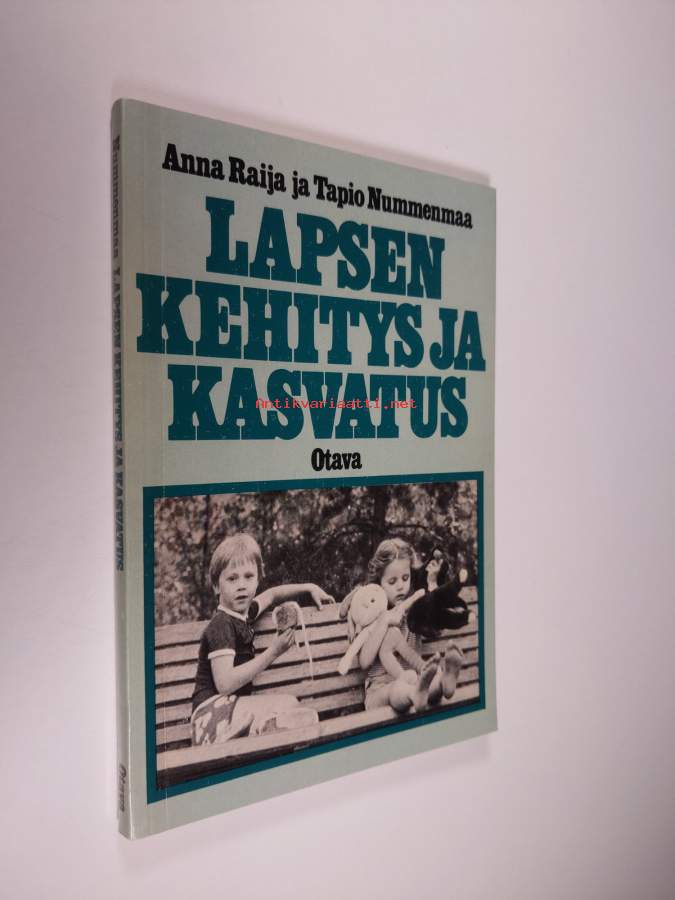 Anna Raija ja Tapio Nummenmaa
LAPSEN
KEHITYS JA
KASVATUS
Antikvariaatti.net
Otava
Nummenmaa LAPSEN KEHITYS JA KASVATUS
Otava